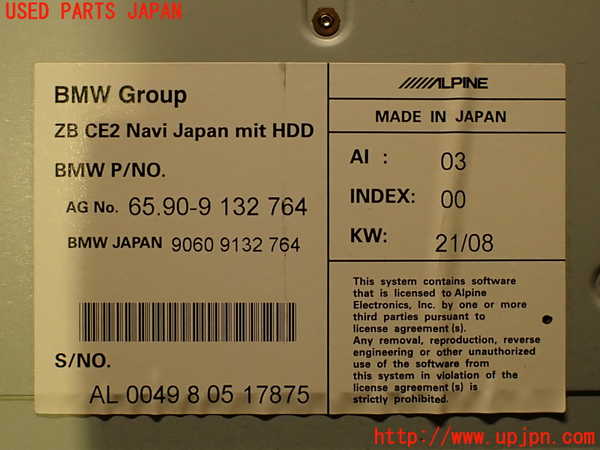 USED PARTS JAPAN
BMW Group
ZB CE2 Navi Japan mit HDD
BMW P/NO.
AG No. 65.90-9 132 764
BMW JAPAN 9060 9132 764
S/NO.
AL 0049 8 05 17875
ALPINE
MADE IN JAPAN
AI : 03
INDEX: 00
KW: 21/08
This system contains software
that is licensed to Alpine
Electronics, Inc. by one or more
third parties pursuant to
license agreement (s).
Any removal, reproduction, reverse
engineering or other unauthorized
use of the software from
this system in violation of the
license agreement (s) is
strictly prohibited.
http://www.upjpn.com